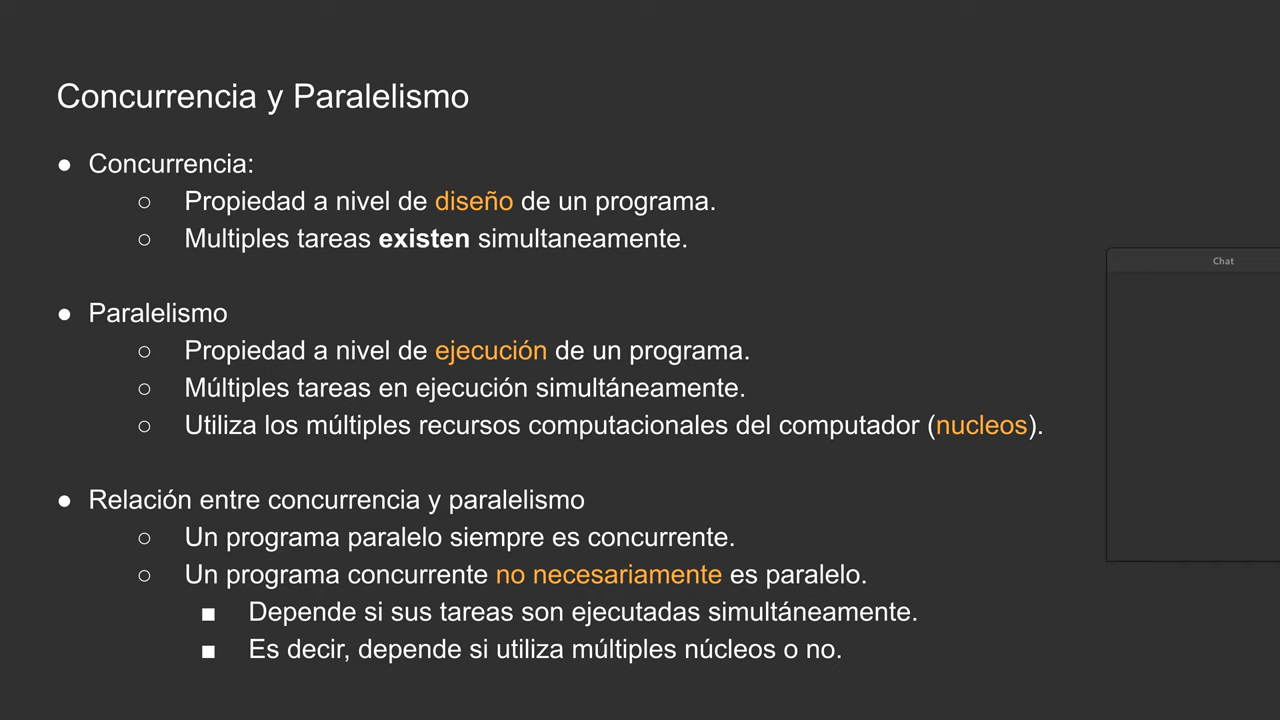 Concurrencia y Paralelismo
● Concurrencia:
○ Propiedad a nivel de diseño de un programa.
○ Multiples tareas existen simultaneamente.
● Paralelismo
○ Propiedad a nivel de ejecución de un programa.
○ Múltiples tareas en ejecución simultáneamente.
○ Utiliza los múltiples recursos computacionales del computador (nucleos).
Chat
● Relación entre concurrencia y paralelismo
○ Un programa paralelo siempre es concurrente.
○ Un programa concurrente no necesariamente es paralelo.
■ Depende si sus tareas son ejecutadas simultáneamente.
■ Es decir, depende si utiliza múltiples núcleos o no.